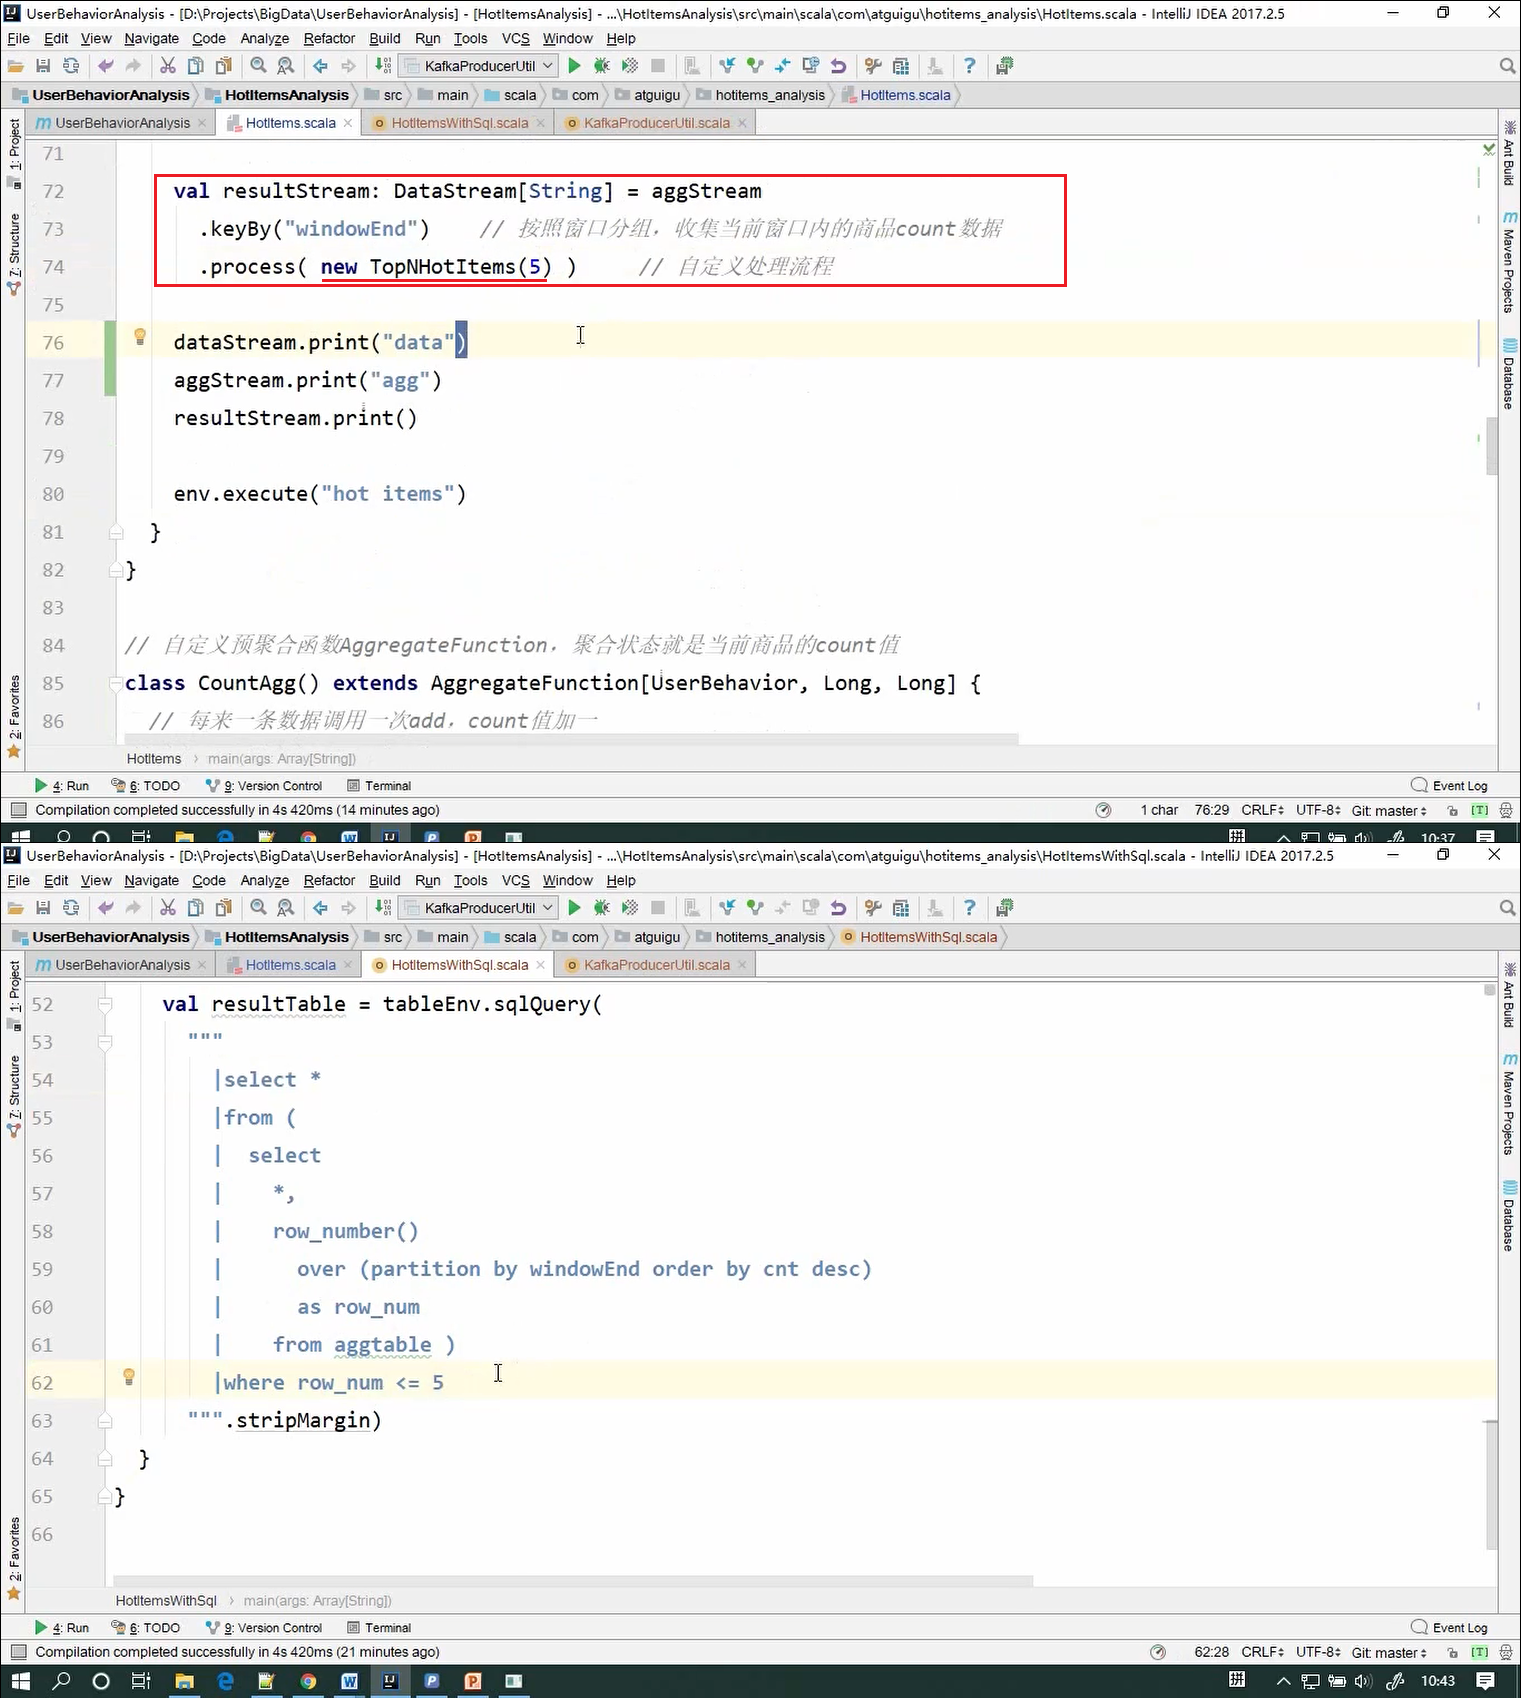 UserBehaviorAnalysis - [D:\Projects\BigData\UserBehaviorAnalysis] - [HotItemsAnalysis] - ...\HotItemsAnalysis\src\main\scala\com\atguigu\hotitems_analysis\HotItems.scala - IntelliJ IDEA 2017.2.5
File Edit View Navigate Code Analyze Refactor Build Run Tools VCS Window Help
KafkaProducerUtil
UserBehaviorAnalysis HotItemsAnalysis src main scala com atguigu hotitems_analysis HotItems.scala
UserBehaviorAnalysis HotItems.scala HotItemsWithSql.scala KafkaProducerUtil.scala
1: Project
7: Structure
2: Favorites
Ant Build
Maven Projects
Database
71
72 val resultStream: DataStream[String] = aggStream
73 .keyBy("windowEnd") // 按照窗口分组，收集当前窗口内的商品count数据
74 .process( new TopNHotItems(5) ) // 自定义处理流程
75
76 dataStream.print("data")
77 aggStream.print("agg")
78 resultStream.print()
79
80 env.execute("hot items")
81 }
82 }
83
84 // 自定义预聚合函数AggregateFunction，聚合状态就是当前商品的count值
85 class CountAgg() extends AggregateFunction[UserBehavior, Long, Long] {
86 // 每来一条数据调用一次add，count值加一
HotItems main(args: Array[String])
4: Run 6: TODO 9: Version Control Terminal Event Log
Compilation completed successfully in 4s 420ms (14 minutes ago) 1 char 76:29 CRLF UTF-8 Git: master [T]
拼 10:37
UserBehaviorAnalysis - [D:\Projects\BigData\UserBehaviorAnalysis] - [HotItemsAnalysis] - ...\HotItemsAnalysis\src\main\scala\com\atguigu\hotitems_analysis\HotItemsWithSql.scala - IntelliJ IDEA 2017.2.5
File Edit View Navigate Code Analyze Refactor Build Run Tools VCS Window Help
KafkaProducerUtil
UserBehaviorAnalysis HotItemsAnalysis src main scala com atguigu hotitems_analysis HotItemsWithSql.scala
UserBehaviorAnalysis HotItems.scala HotItemsWithSql.scala KafkaProducerUtil.scala
1: Project
7: Structure
2: Favorites
Ant Build
Maven Projects
Database
52 val resultTable = tableEnv.sqlQuery(
53 """
54 |select *
55 |from (
56 | select
57 | *,
58 | row_number()
59 | over (partition by windowEnd order by cnt desc)
60 | as row_num
61 | from aggtable )
62 |where row_num <= 5
63 """.stripMargin)
64 }
65 }
66
HotItemsWithSql main(args: Array[String])
4: Run 6: TODO 9: Version Control Terminal Event Log
Compilation completed successfully in 4s 420ms (21 minutes ago) 62:28 CRLF UTF-8 Git: master [T]
拼 10:43